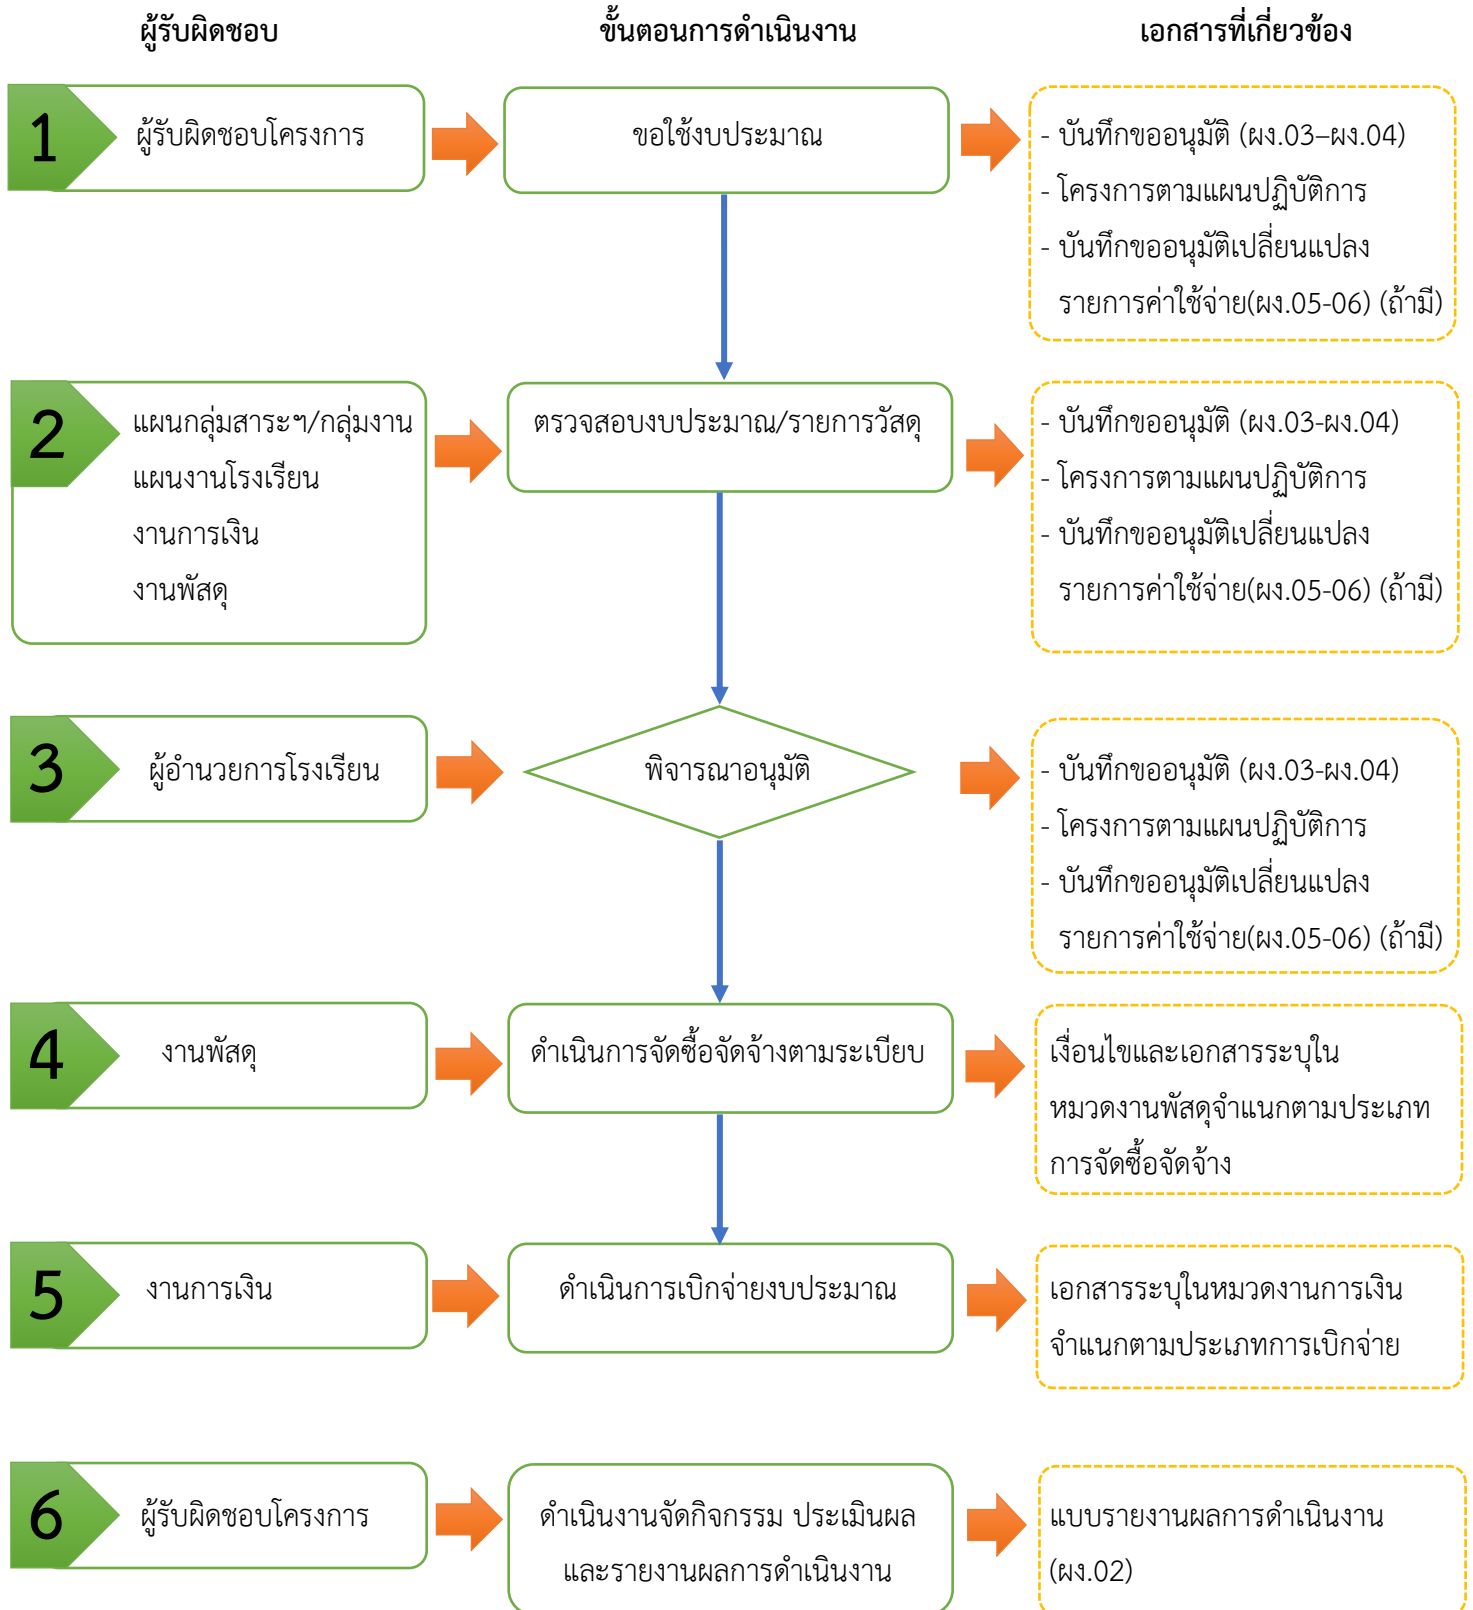 ผู้รับผิดชอบ
ขั้นตอนการดำเนินงาน
เอกสารที่เกี่ยวข้อง
1
ผู้รับผิดชอบโครงการ
ขอใช้งบประมาณ
- บันทึกขออนุมัติ (ผง.03–ผง.04)
- โครงการตามแผนปฏิบัติการ
- บันทึกขออนุมัติเปลี่ยนแปลง
รายการค่าใช้จ่าย(ผง.05-06) (ถ้ามี)
2
แผนกลุ่มสาระฯ/กลุ่มงาน
แผนงานโรงเรียน
งานการเงิน
งานพัสดุ
ตรวจสอบงบประมาณ/รายการวัสดุ
- บันทึกขออนุมัติ (ผง.03-ผง.04)
- โครงการตามแผนปฏิบัติการ
- บันทึกขออนุมัติเปลี่ยนแปลง
รายการค่าใช้จ่าย(ผง.05-06) (ถ้ามี)
3
ผู้อำนวยการโรงเรียน
พิจารณาอนุมัติ
- บันทึกขออนุมัติ (ผง.03-ผง.04)
- โครงการตามแผนปฏิบัติการ
- บันทึกขออนุมัติเปลี่ยนแปลง
รายการค่าใช้จ่าย(ผง.05-06) (ถ้ามี)
4
งานพัสดุ
ดำเนินการจัดซื้อจัดจ้างตามระเบียบ
เงื่อนไขและเอกสารระบุใน
หมวดงานพัสดุจำแนกตามประเภท
การจัดซื้อจัดจ้าง
5
งานการเงิน
ดำเนินการเบิกจ่ายงบประมาณ
เอกสารระบุในหมวดงานการเงิน
จำแนกตามประเภทการเบิกจ่าย
6
ผู้รับผิดชอบโครงการ
ดำเนินงานจัดกิจกรรม ประเมินผล
และรายงานผลการดำเนินงาน
แบบรายงานผลการดำเนินงาน
(ผง.02)